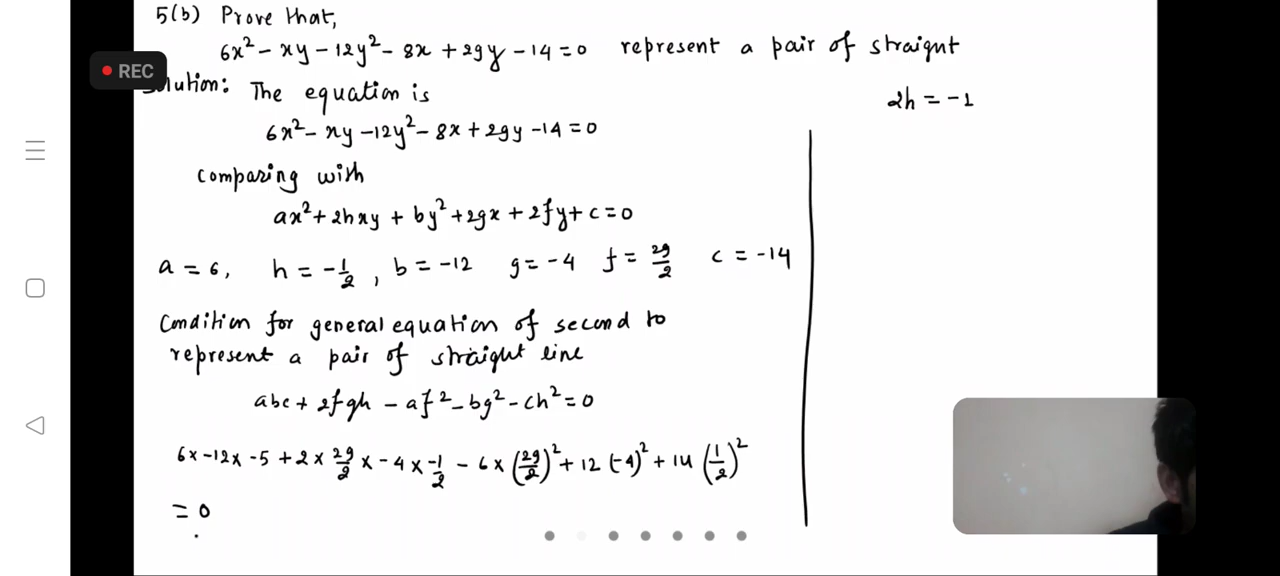 5(b) Prove that,
6x² - xy - 12y² - 8x + 29y - 14 = 0 represent a pair of straignt
REC
lution: The equation is
2h = -1
6x² - xy - 12y² - 8x + 29y - 14 = 0
comparing with
ax² + 2hxy + by² + 2gx + 2fy + c = 0
a = 6, h = -1/2, b = -12 g = -4 f = 29/2 c = -14
Condition for general equation of second to
represent a pair of straight line
abc + 2fgh - af² - bg² - ch² = 0
6x -12x -5 + 2 x 29/2 x -4 x -1/2 - 6 x (29/2)² + 12 (-4)² + 14 (1/2)²
= 0